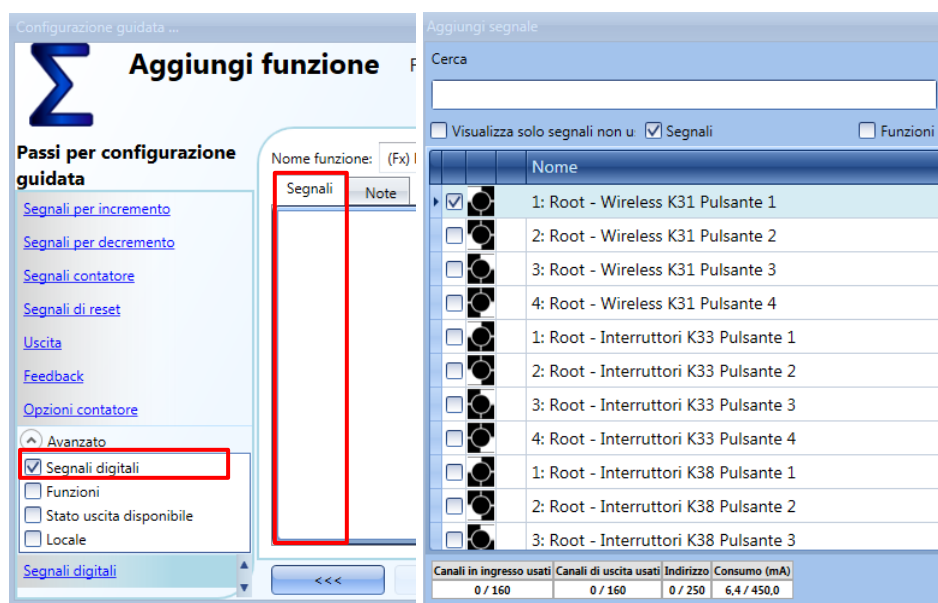 Configurazione guidata ...
Aggiungi funzione
Passi per configurazione
guidata
Segnali per incremento
Segnali per decremento
Segnali contatore
Segnali di reset
Uscita
Feedback
Opzioni contatore
Avanzato
Segnali digitali
Funzioni
Stato uscita disponibile
Locale
Segnali digitali
Nome funzione: (Fx)
Segnali Note
<<<
Aggiungi segnale
Cerca
Visualizza solo segnali non u Segnali Funzioni
Nome
1: Root - Wireless K31 Pulsante 1
2: Root - Wireless K31 Pulsante 2
3: Root - Wireless K31 Pulsante 3
4: Root - Wireless K31 Pulsante 4
1: Root - Interruttori K33 Pulsante 1
2: Root - Interruttori K33 Pulsante 2
3: Root - Interruttori K33 Pulsante 3
4: Root - Interruttori K33 Pulsante 4
1: Root - Interruttori K38 Pulsante 1
2: Root - Interruttori K38 Pulsante 2
3: Root - Interruttori K38 Pulsante 3
Canali in ingresso usati Canali di uscita usati Indirizzo Consumo (mA)
0 / 160 0 / 160 0 / 250 6,4 / 450,0